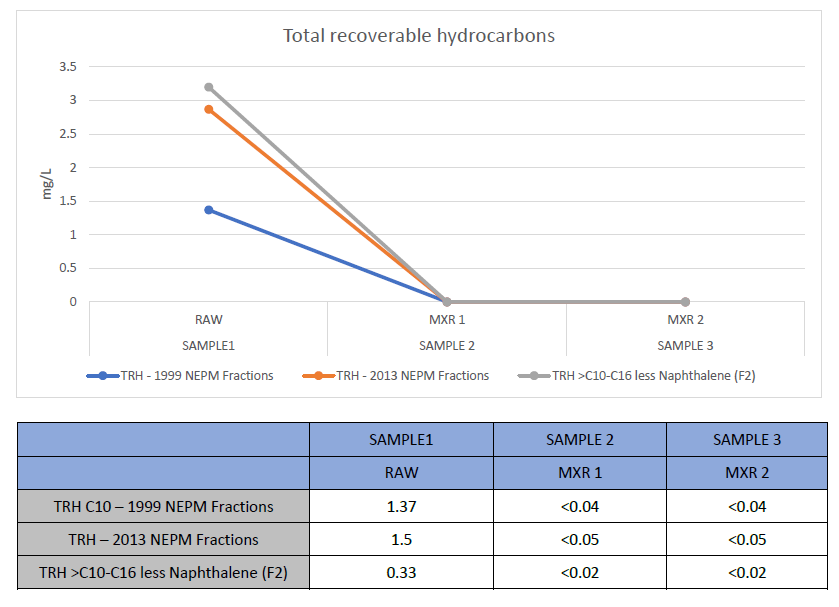 Total recoverable hydrocarbons
3.5
3
2.5
2
1.5
1
0.5
0
mg/L
RAW MXR 1 MXR 2
SAMPLE1 SAMPLE 2 SAMPLE 3
TRH - 1999 NEPM Fractions TRH - 2013 NEPM Fractions TRH >C10-C16 less Naphthalene (F2)
SAMPLE1 SAMPLE 2 SAMPLE 3
RAW MXR 1 MXR 2
TRH C10 – 1999 NEPM Fractions 1.37 <0.04 <0.04
TRH – 2013 NEPM Fractions 1.5 <0.05 <0.05
TRH >C10-C16 less Naphthalene (F2) 0.33 <0.02 <0.02